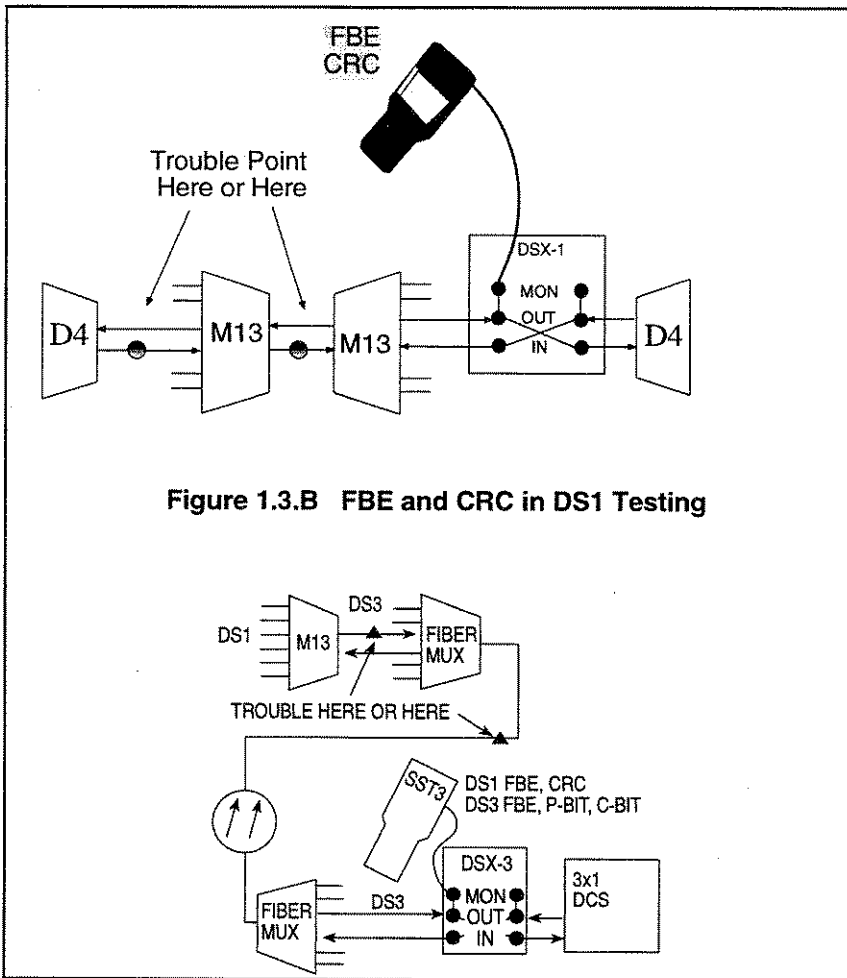 FBE
CRC
Trouble Point
Here or Here
DSX-1
MON
OUT
IN
D4
M13
M13
D4
Figure 1.3.B FBE and CRC in DS1 Testing
DS3
DS1
M13
FIBER
MUX
TROUBLE HERE OR HERE
SST3
DS1 FBE, CRC
DS3 FBE, P-BIT, C-BIT
DSX-3
MON
OUT
IN
3x1
DCS
DS3
FIBER
MUX